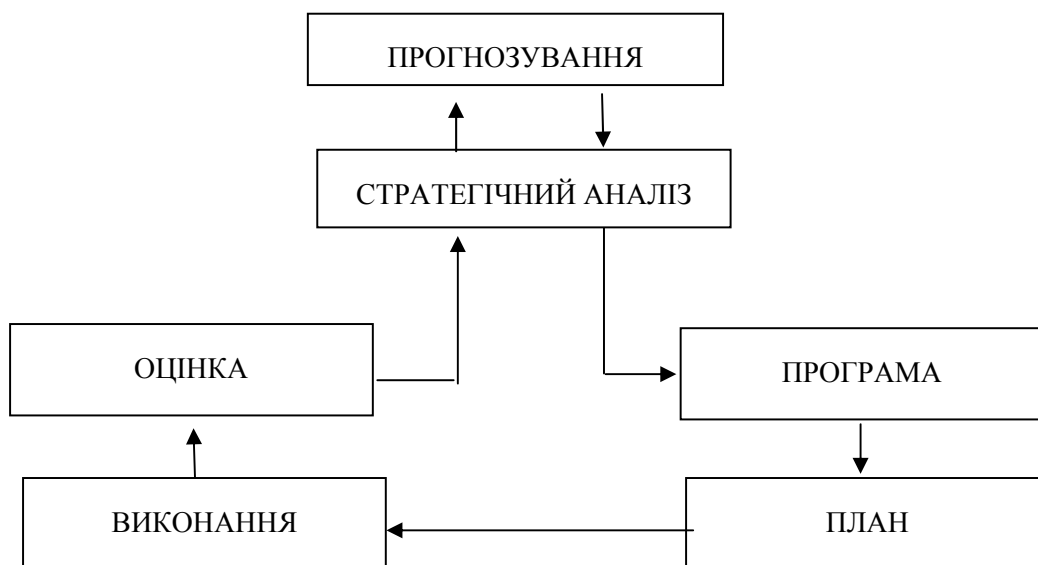 ПРОГНОЗУВАННЯ
СТРАТЕГІЧНИЙ АНАЛІЗ
ОЦІНКА
ПРОГРАМА
ВИКОНАННЯ
ПЛАН